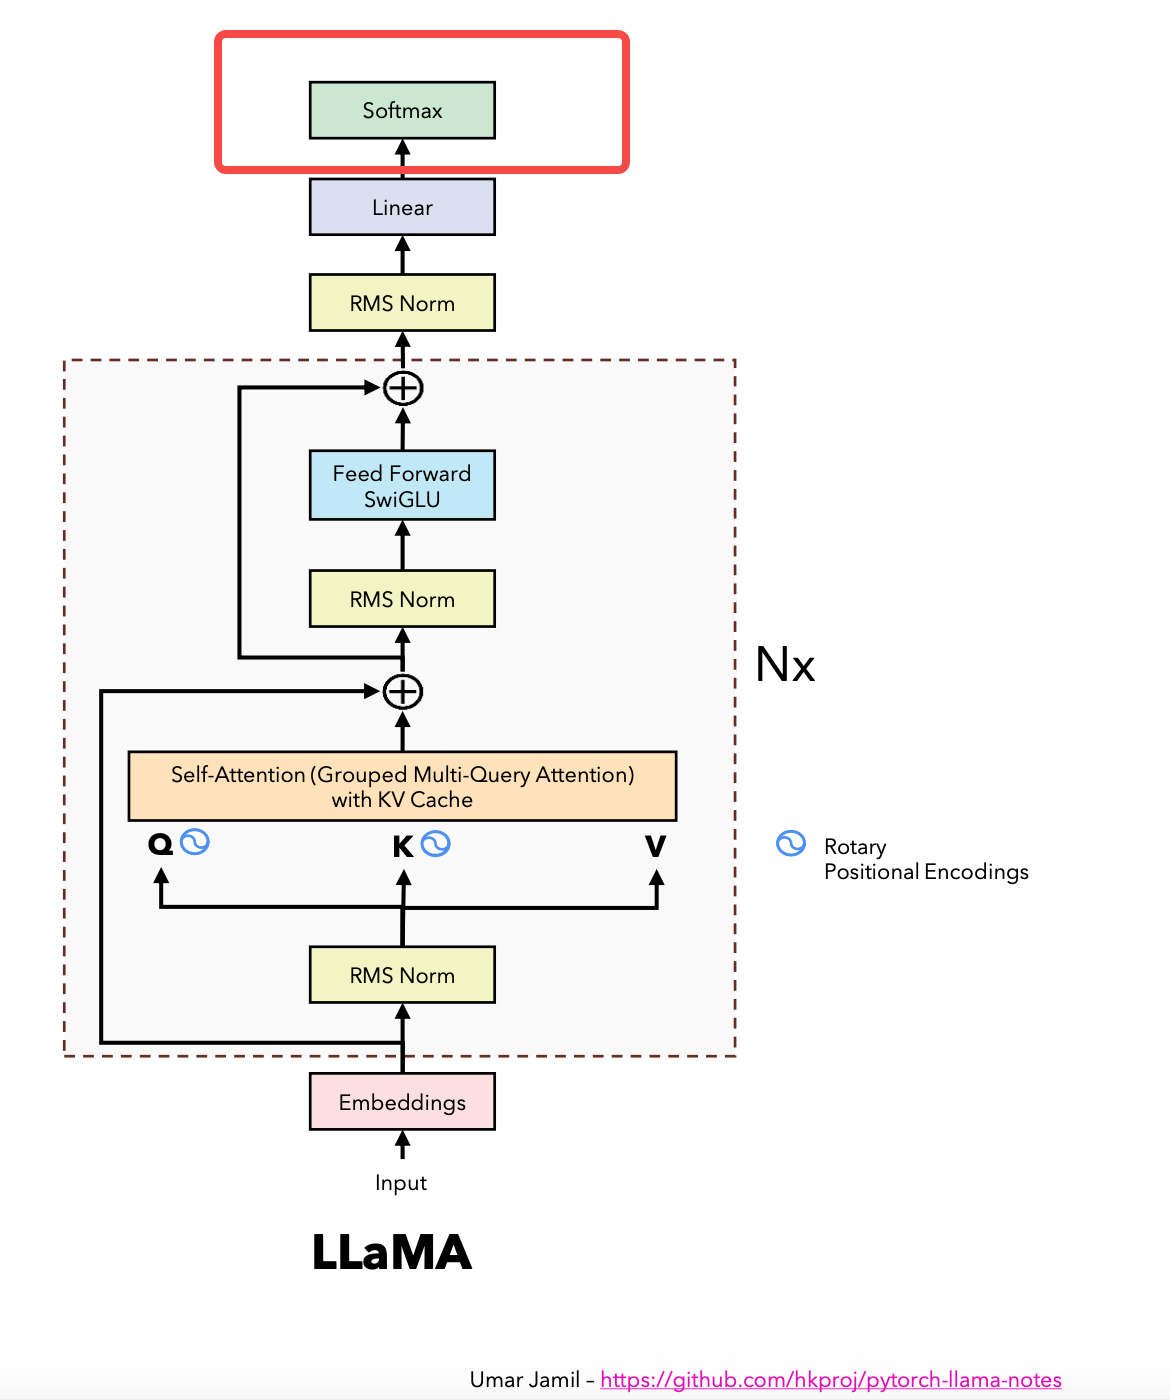 Softmax
Linear
RMS Norm
Feed Forward
SwiGLU
RMS Norm
Nx
Self-Attention (Grouped Multi-Query Attention)
with KV Cache
Q K V
Rotary
Positional Encodings
RMS Norm
Embeddings
Input
LLaMA
Umar Jamil – https://github.com/hkproj/pytorch-llama-notes